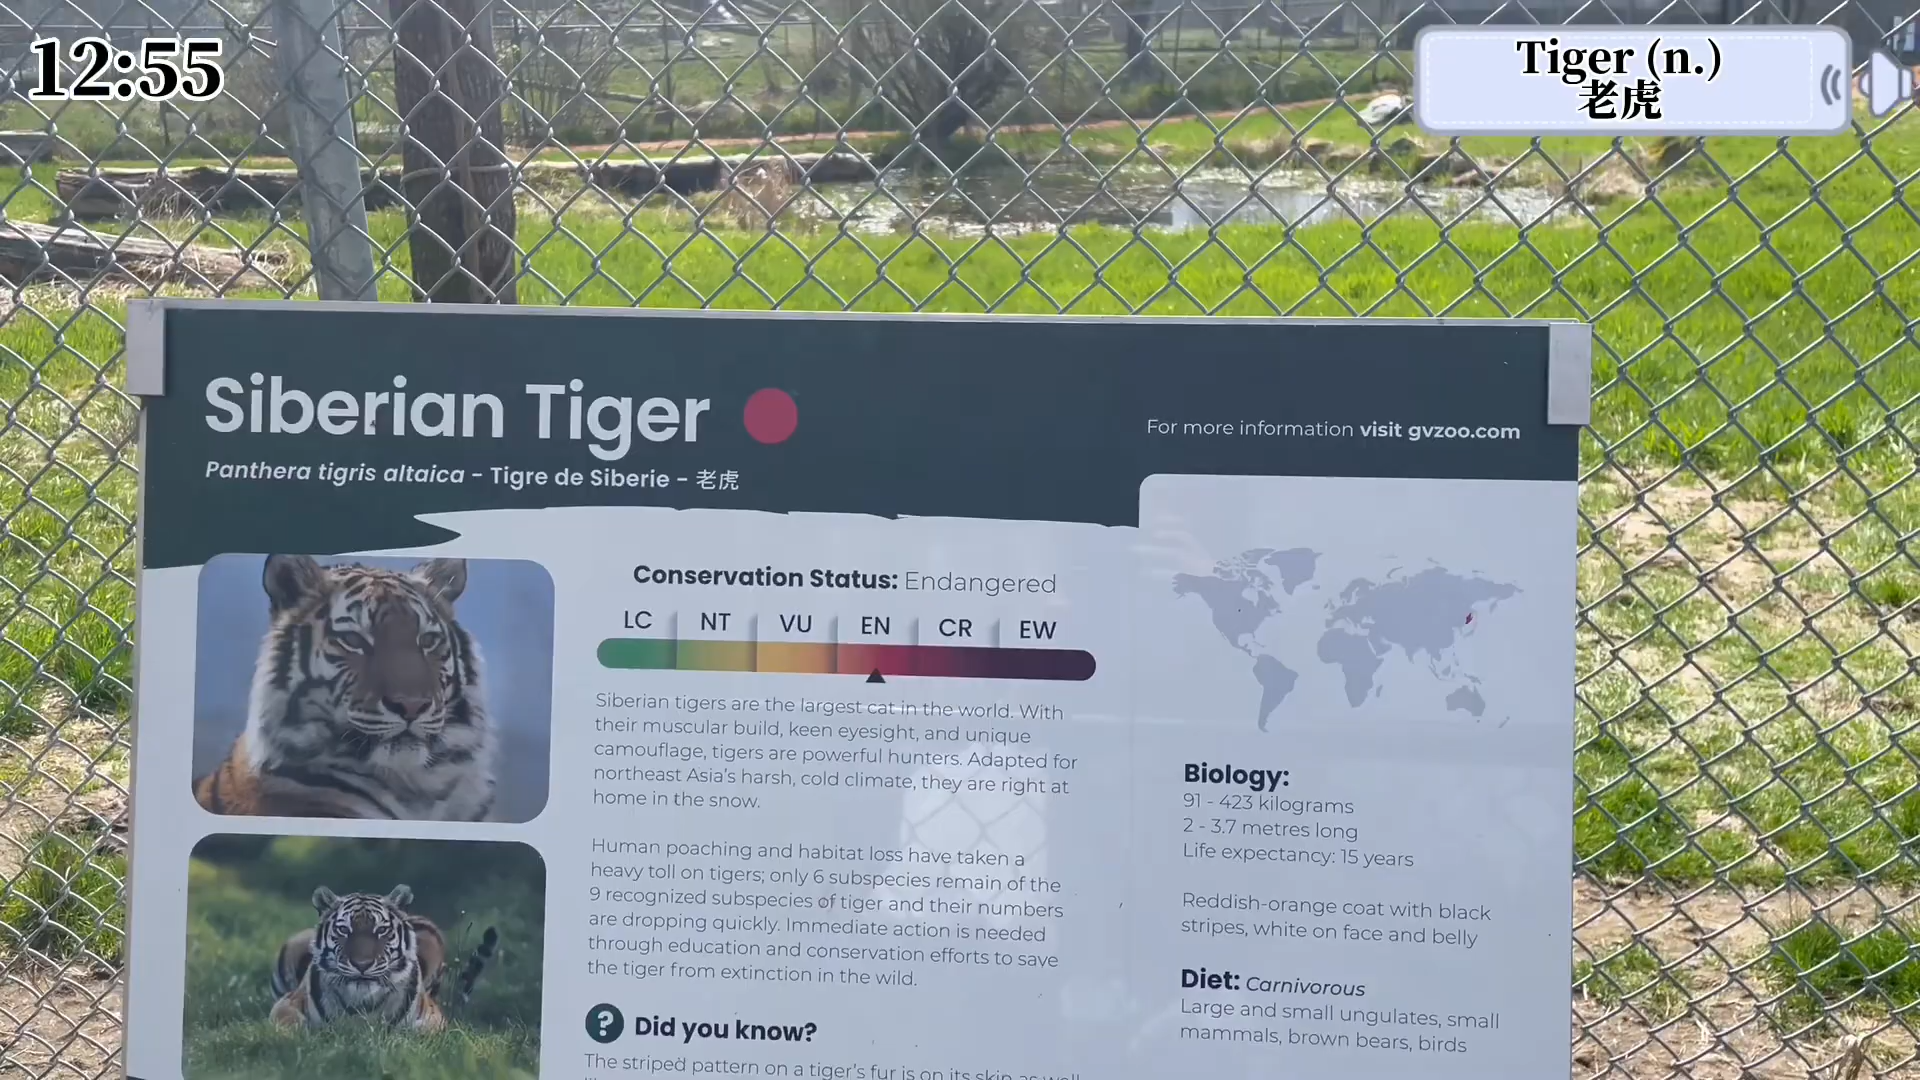 12:55
Tiger (n.)
老虎
Siberian Tiger
Panthera tigris altaica - Tigre de Siberie - 老虎
For more information visit gvzoo.com
Conservation Status: Endangered
LC NT VU EN CR EW
Siberian tigers are the largest cat in the world. With
their muscular build, keen eyesight, and unique
camouflage, tigers are powerful hunters. Adapted for
northeast Asia's harsh, cold climate, they are right at
home in the snow.
Human poaching and habitat loss have taken a
heavy toll on tigers; only 6 subspecies remain of the
9 recognized subspecies of tiger and their numbers
are dropping quickly. Immediate action is needed
through education and conservation efforts to save
the tiger from extinction in the wild.
? Did you know?
The striped pattern on a tiger's fur is on its skin as well
Biology:
91 - 423 kilograms
2 - 3.7 metres long
Life expectancy: 15 years
Reddish-orange coat with black
stripes, white on face and belly
Diet: Carnivorous
Large and small ungulates, small
mammals, brown bears, birds